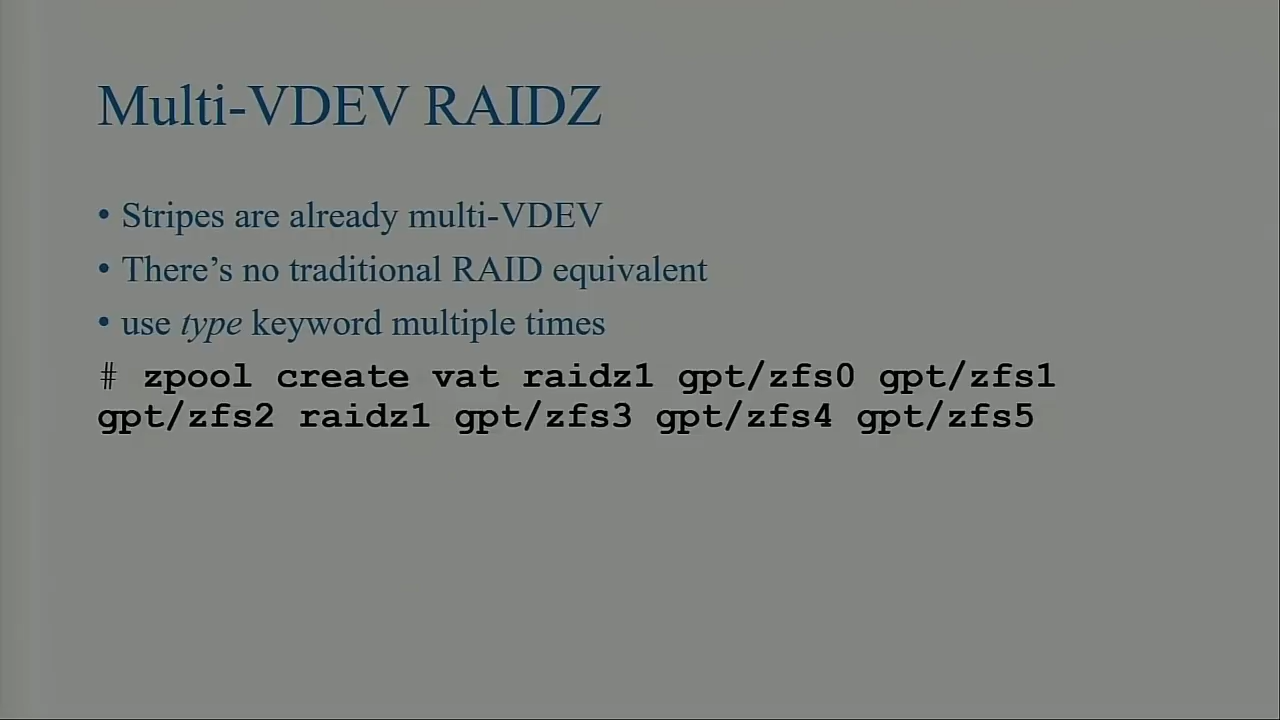 Multi-VDEV RAIDZ
• Stripes are already multi-VDEV
• There’s no traditional RAID equivalent
• use type keyword multiple times
# zpool create vat raidz1 gpt/zfs0 gpt/zfs1
gpt/zfs2 raidz1 gpt/zfs3 gpt/zfs4 gpt/zfs5